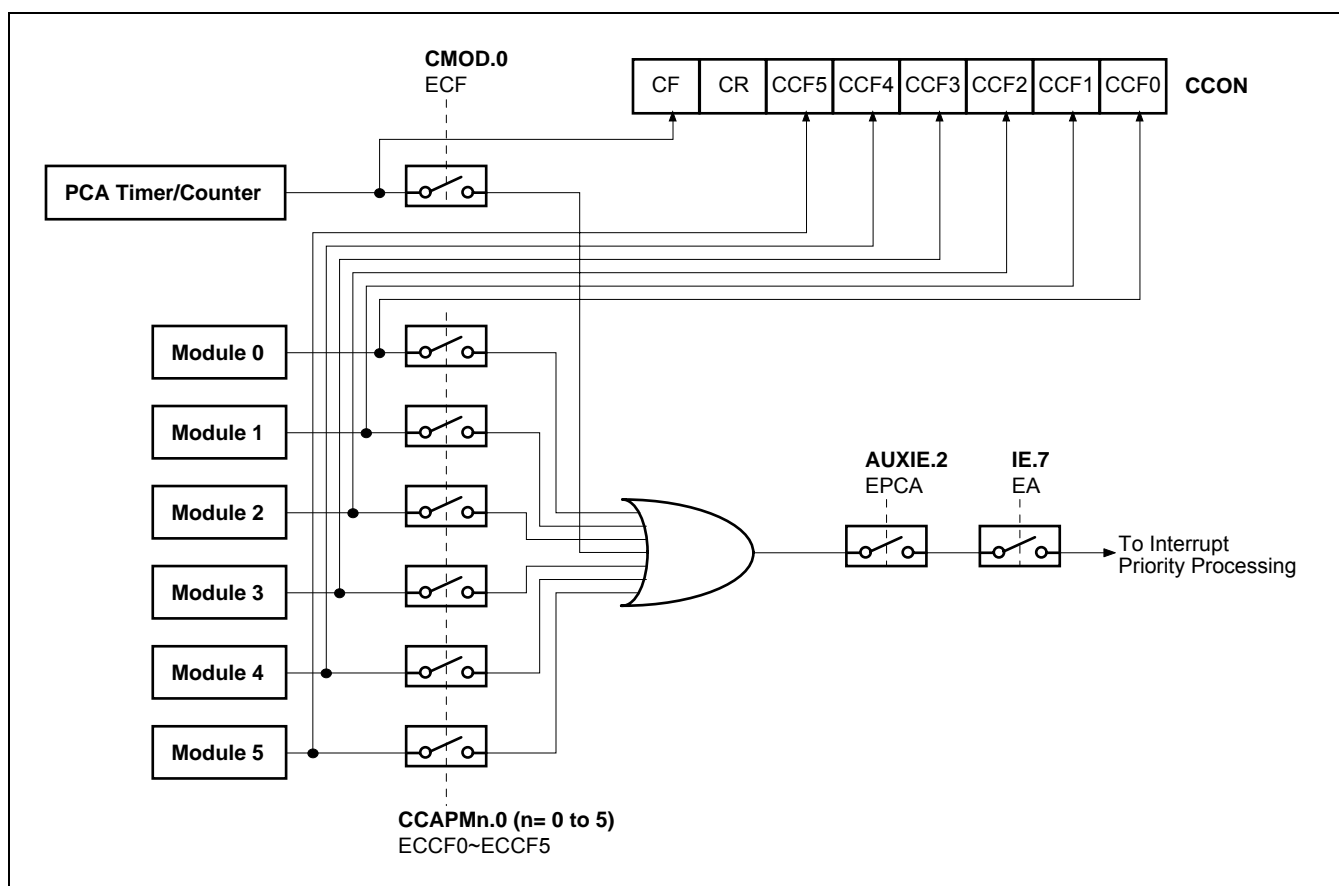 CMOD.0
ECF
CF CR CCF5 CCF4 CCF3 CCF2 CCF1 CCF0 CCON
PCA Timer/Counter
Module 0
Module 1
Module 2
Module 3
Module 4
Module 5
AUXIE.2
EPCA
IE.7
EA
To Interrupt
Priority Processing
CCAPMn.0 (n= 0 to 5)
ECCF0~ECCF5